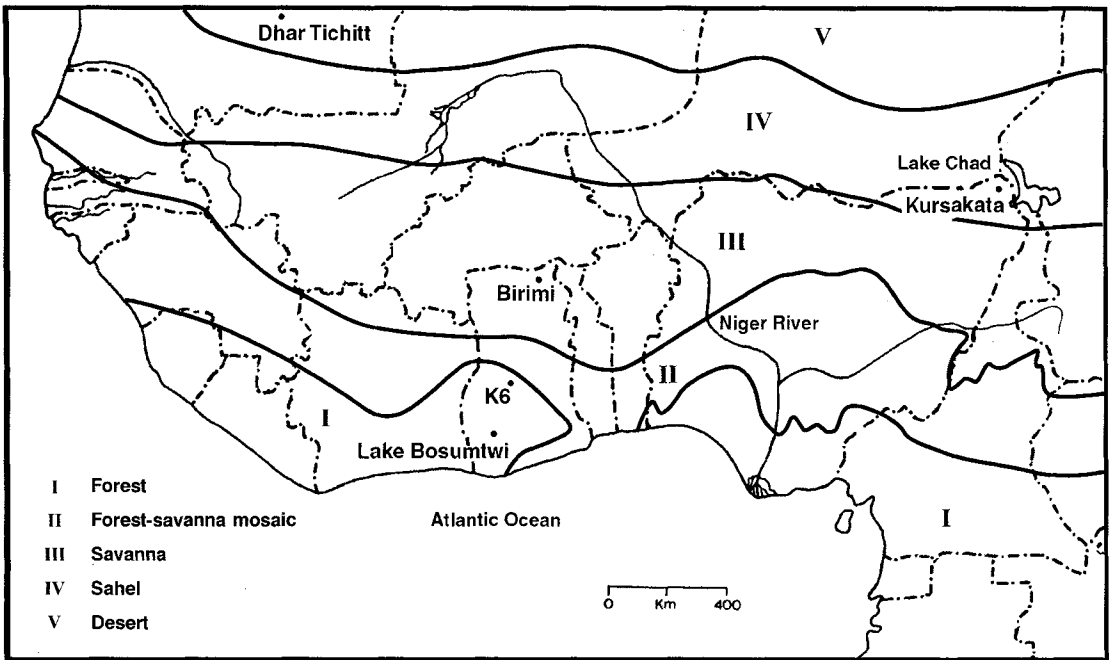 Dhar Tichitt
V
IV
Lake Chad
Kursakata
III
Birimi
Niger River
II
K6
I
Lake Bosumtwi
I Forest
II Forest-savanna mosaic
III Savanna
IV Sahel
V Desert
Atlantic Ocean
I
0 Km 400